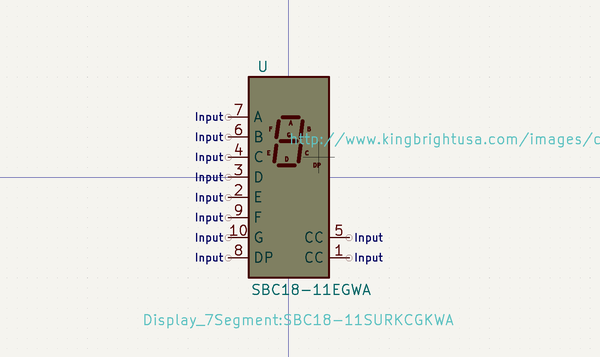 U
Input 7 A
http://www.kingbrightusa.com/images/c
Input 6 B
Input 4 C
Input 3 D
Input 2 E
Input 9 F
Input 10 G CC 5 Input
Input 8 DP CC 1 Input
A
F B
G
E C
D
DP
SBC18-11EGWA
Display_7Segment:SBC18-11SURKCGKWA